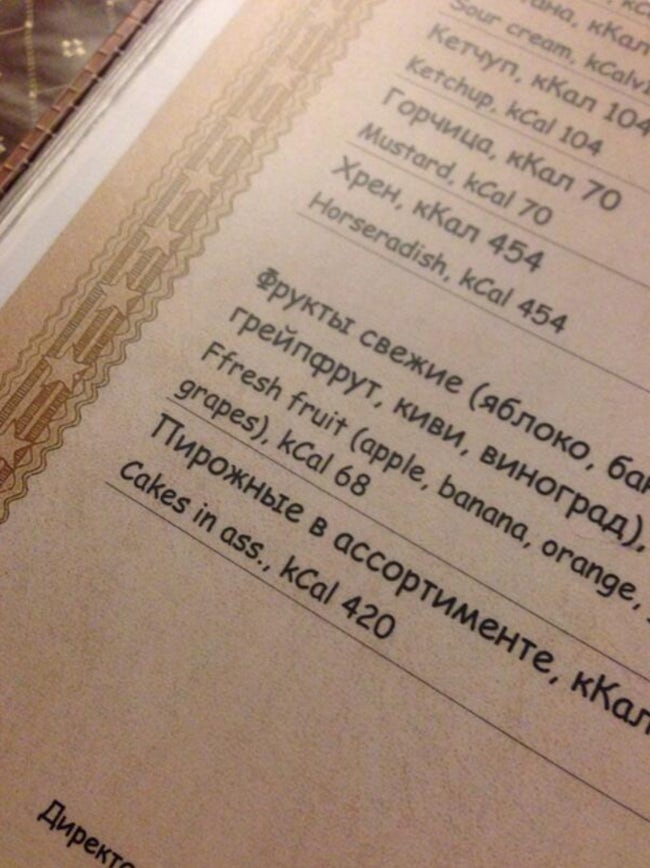 Sour cream, kCal
Кетчуп, кКал 104
Ketchup, kCal 104
Горчица, кКал 70
Mustard, kCal 70
Хрен, кКал 454
Horseradish, kCal 454
Фрукты свежие (яблоко,
грейпфрут, киви, виноград),
Ffresh fruit (apple, banana, orange,
grapes), kCal 68
Пирожные в ассортименте, кКал
Cakes in ass., kCal 420